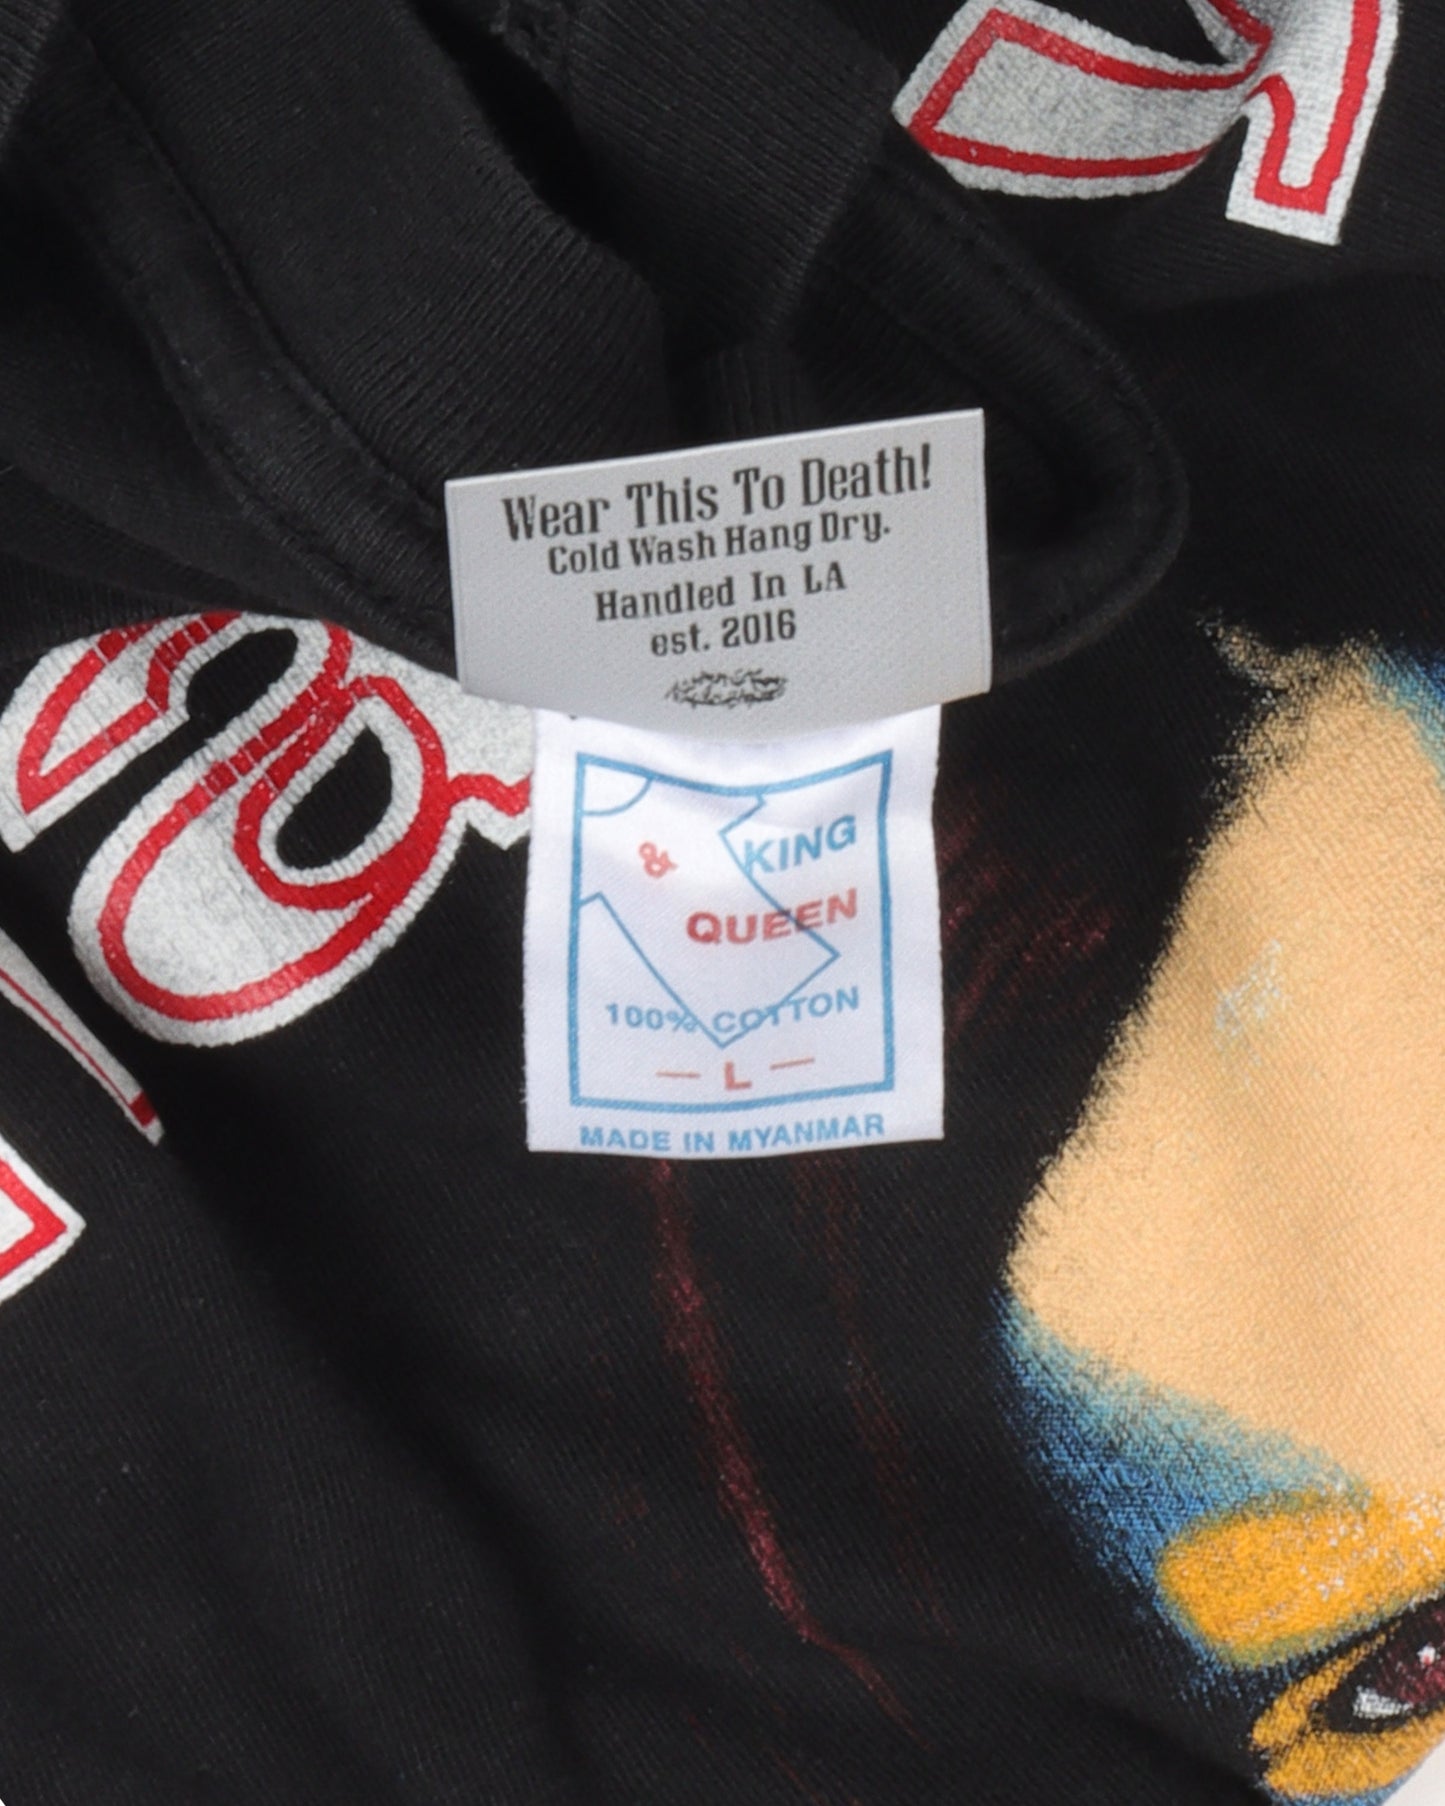 Wear This To Death!
Cold Wash Hang Dry.
Handled In LA
est. 2016
& KING
QUEEN
100% COTTON
— L —
MADE IN MYANMAR